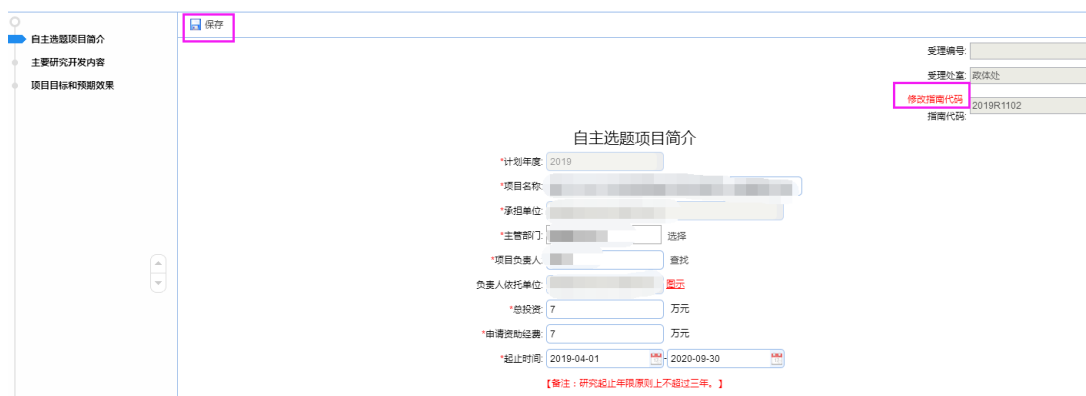 自主选题项目简介
主要研究开发内容
项目目标和预期效果
保存
受理编号:
受理处室: 政体处
修改指南代码
指南代码: 2019R1102
自主选题项目简介
*计划年度: 2019
*项目名称:
*承担单位:
*主管部门: 选择
*项目负责人: 查找
负责人依托单位: 图示
*总投资: 7 万元
*申请资助经费: 7 万元
*起止时间: 2019-04-01 - 2020-09-30
【备注：研究起止年限原则上不超过三年。】